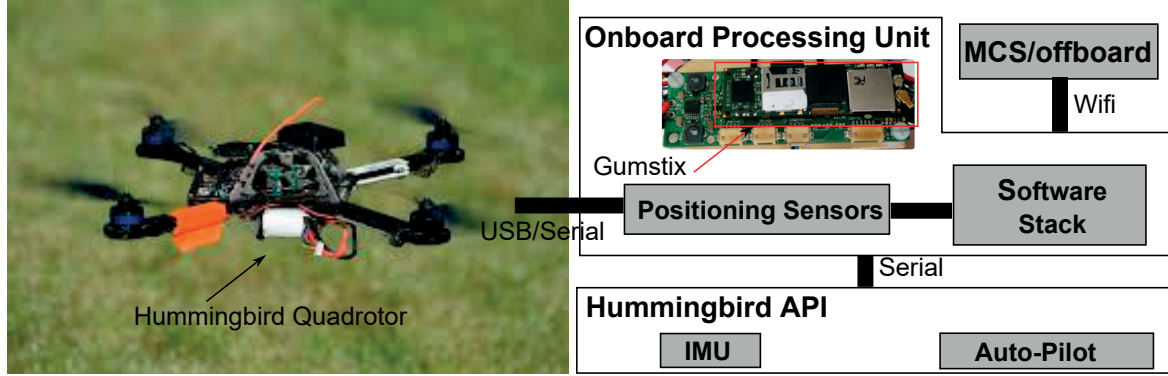 Onboard Processing Unit
MCS/offboard
Wifi
Gumstix
Positioning Sensors
Software
Stack
USB/Serial
Serial
Hummingbird Quadrotor
Hummingbird API
IMU
Auto-Pilot